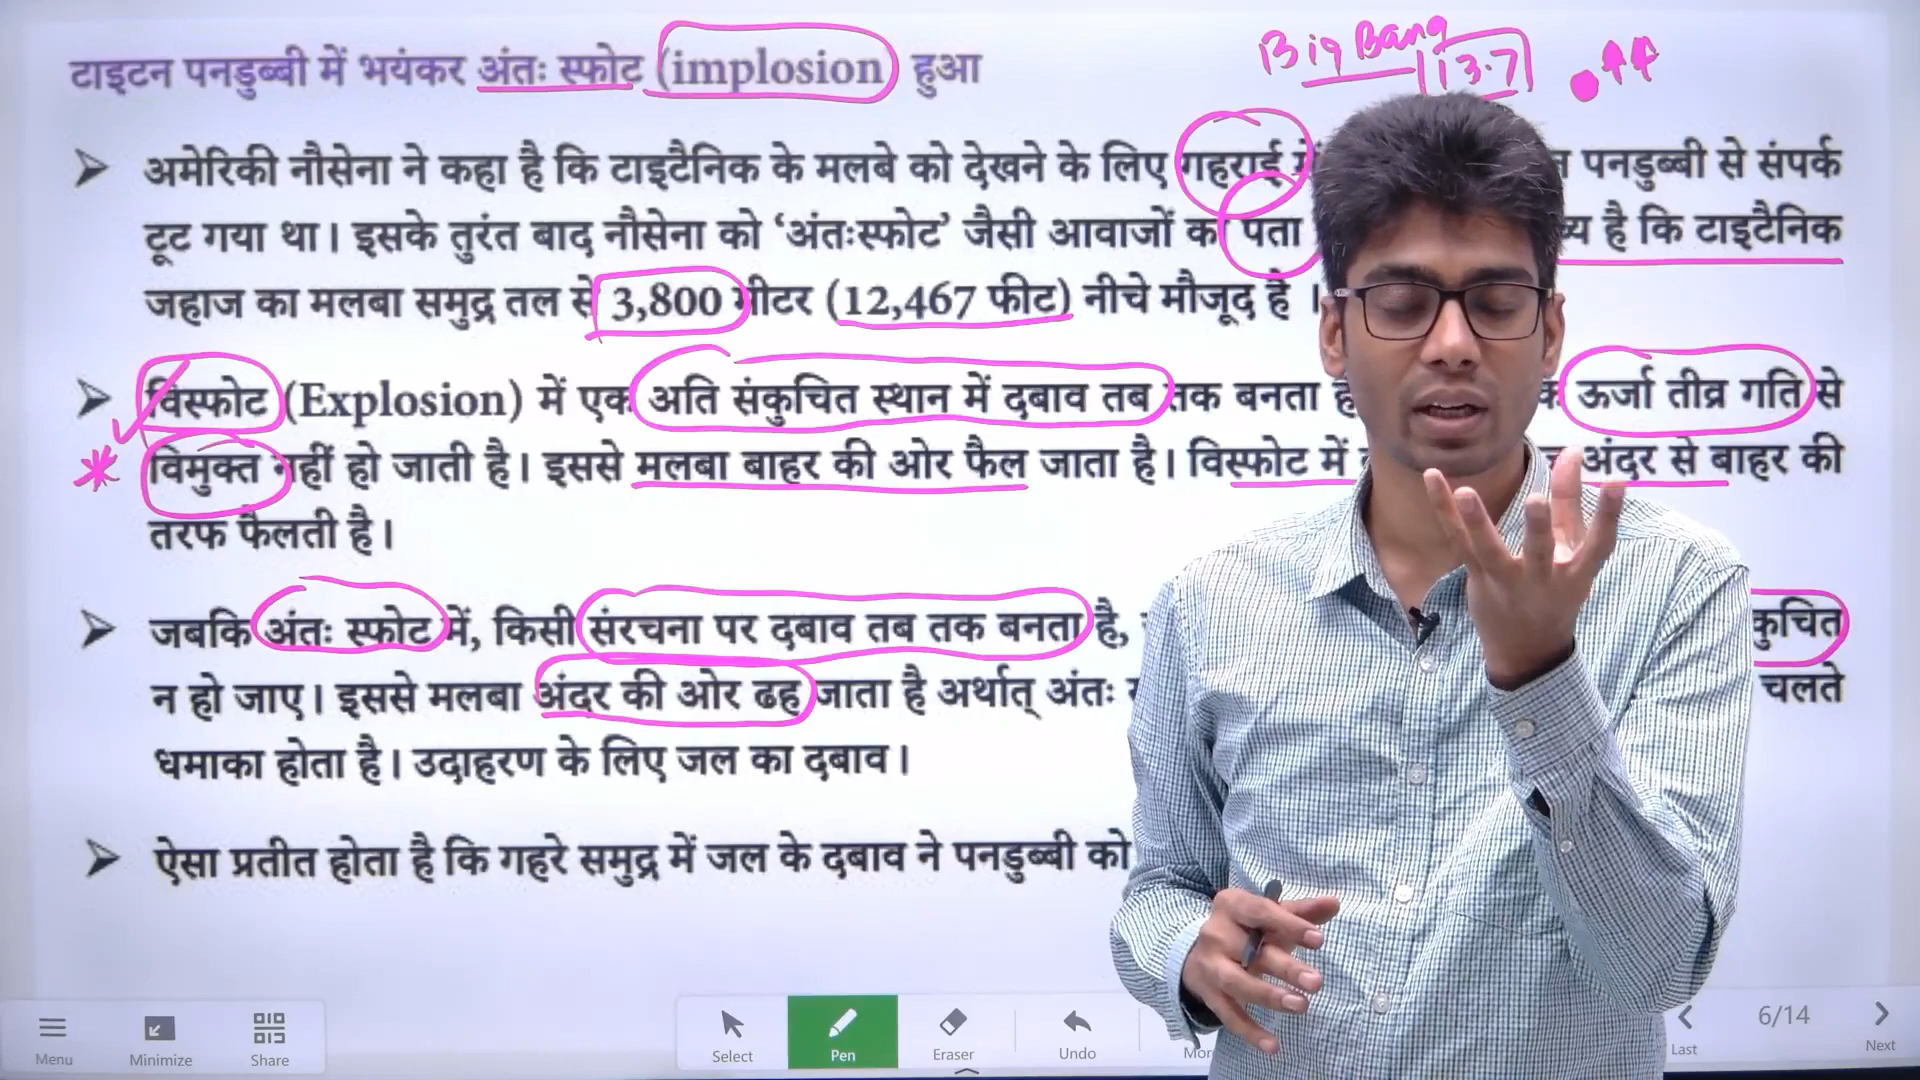 Big Bang 13.7
टाइटन पनडुब्बी में भयंकर अंतः स्फोट (implosion) हुआ
➤ अमेरिकी नौसेना ने कहा है कि टाइटैनिक के मलबे को देखने के लिए गहराई में पनडुब्बी से संपर्क
टूट गया था। इसके तुरंत बाद नौसेना को ‘अंतःस्फोट’ जैसी आवाजों का पता है कि टाइटैनिक
जहाज का मलबा समुद्र तल से 3,800 मीटर (12,467 फीट) नीचे मौजूद है ।
➤ विस्फोट (Explosion) में एक अति संकुचित स्थान में दबाव तब तक बनता ऊर्जा तीव्र गति से
विमुक्त नहीं हो जाती है। इससे मलबा बाहर की ओर फैल जाता है। विस्फोट में अंदर से बाहर की
तरफ फैलती है।
➤ जबकि अंतः स्फोट में, किसी संरचना पर दबाव तब तक बनता है, कुचित
न हो जाए। इससे मलबा अंदर की ओर ढह जाता है अर्थात् अंतः चलते
धमाका होता है। उदाहरण के लिए जल का दबाव।
➤ ऐसा प्रतीत होता है कि गहरे समुद्र में जल के दबाव ने पनडुब्बी को
Menu Minimize Share Select Pen Eraser Undo Last 6/14 Next